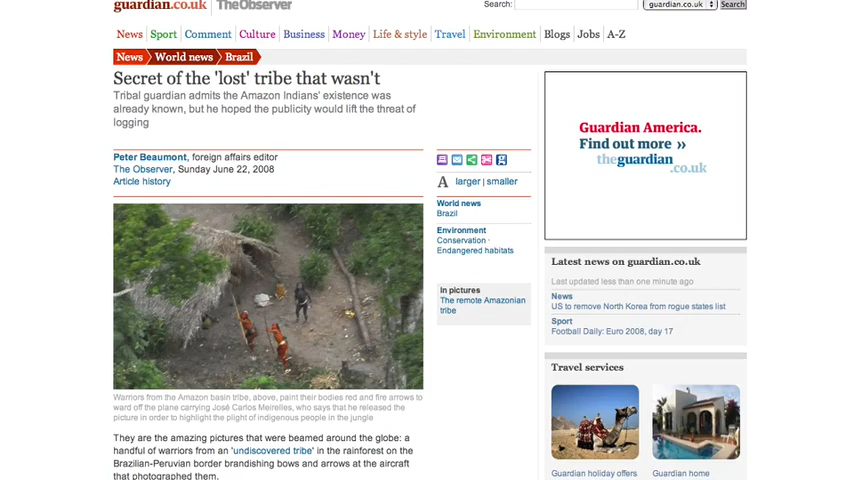 guardian.co.uk TheObserver
Search: guardian.co.uk Search
News Sport Comment Culture Business Money Life & style Travel Environment Blogs Jobs A-Z
News World news Brazil
Secret of the 'lost' tribe that wasn't
Tribal guardian admits the Amazon Indians' existence was
already known, but he hoped the publicity would lift the threat of
logging
Peter Beaumont, foreign affairs editor
The Observer, Sunday June 22, 2008
Article history
Warriors from the Amazon basin tribe, above, paint their bodies red and fire arrows to
ward off the plane carrying José Carlos Meirelles, who says that he released the
picture in order to highlight the plight of indigenous people in the jungle
They are the amazing pictures that were beamed around the globe: a
handful of warriors from an 'undiscovered tribe' in the rainforest on the
Brazilian-Peruvian border brandishing bows and arrows at the aircraft
that photographed them.
A larger | smaller
World news
Brazil
Environment
Conservation ·
Endangered habitats
In pictures
The remote Amazonian
tribe
Guardian America.
Find out more ››
theguardian
.co.uk
Latest news on guardian.co.uk
Last updated less than one minute ago
News
US to remove North Korea from rogue states list
Sport
Football Daily: Euro 2008, day 17
Travel services
Guardian holiday offers
Guardian home